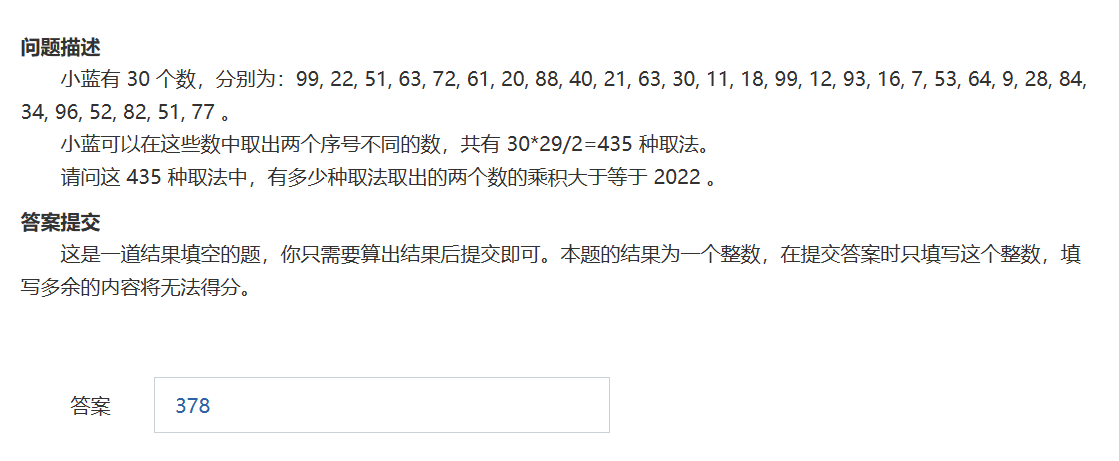 问题描述
小蓝有 30 个数，分别为：99, 22, 51, 63, 72, 61, 20, 88, 40, 21, 63, 30, 11, 18, 99, 12, 93, 16, 7, 53, 64, 9, 28, 84,
34, 96, 52, 82, 51, 77 。
小蓝可以在这些数中取出两个序号不同的数，共有 30*29/2=435 种取法。
请问这 435 种取法中，有多少种取法取出的两个数的乘积大于等于 2022 。
答案提交
这是一道结果填空的题，你只需要算出结果后提交即可。本题的结果为一个整数，在提交答案时只填写这个整数，填
写多余的内容将无法得分。
答案 378